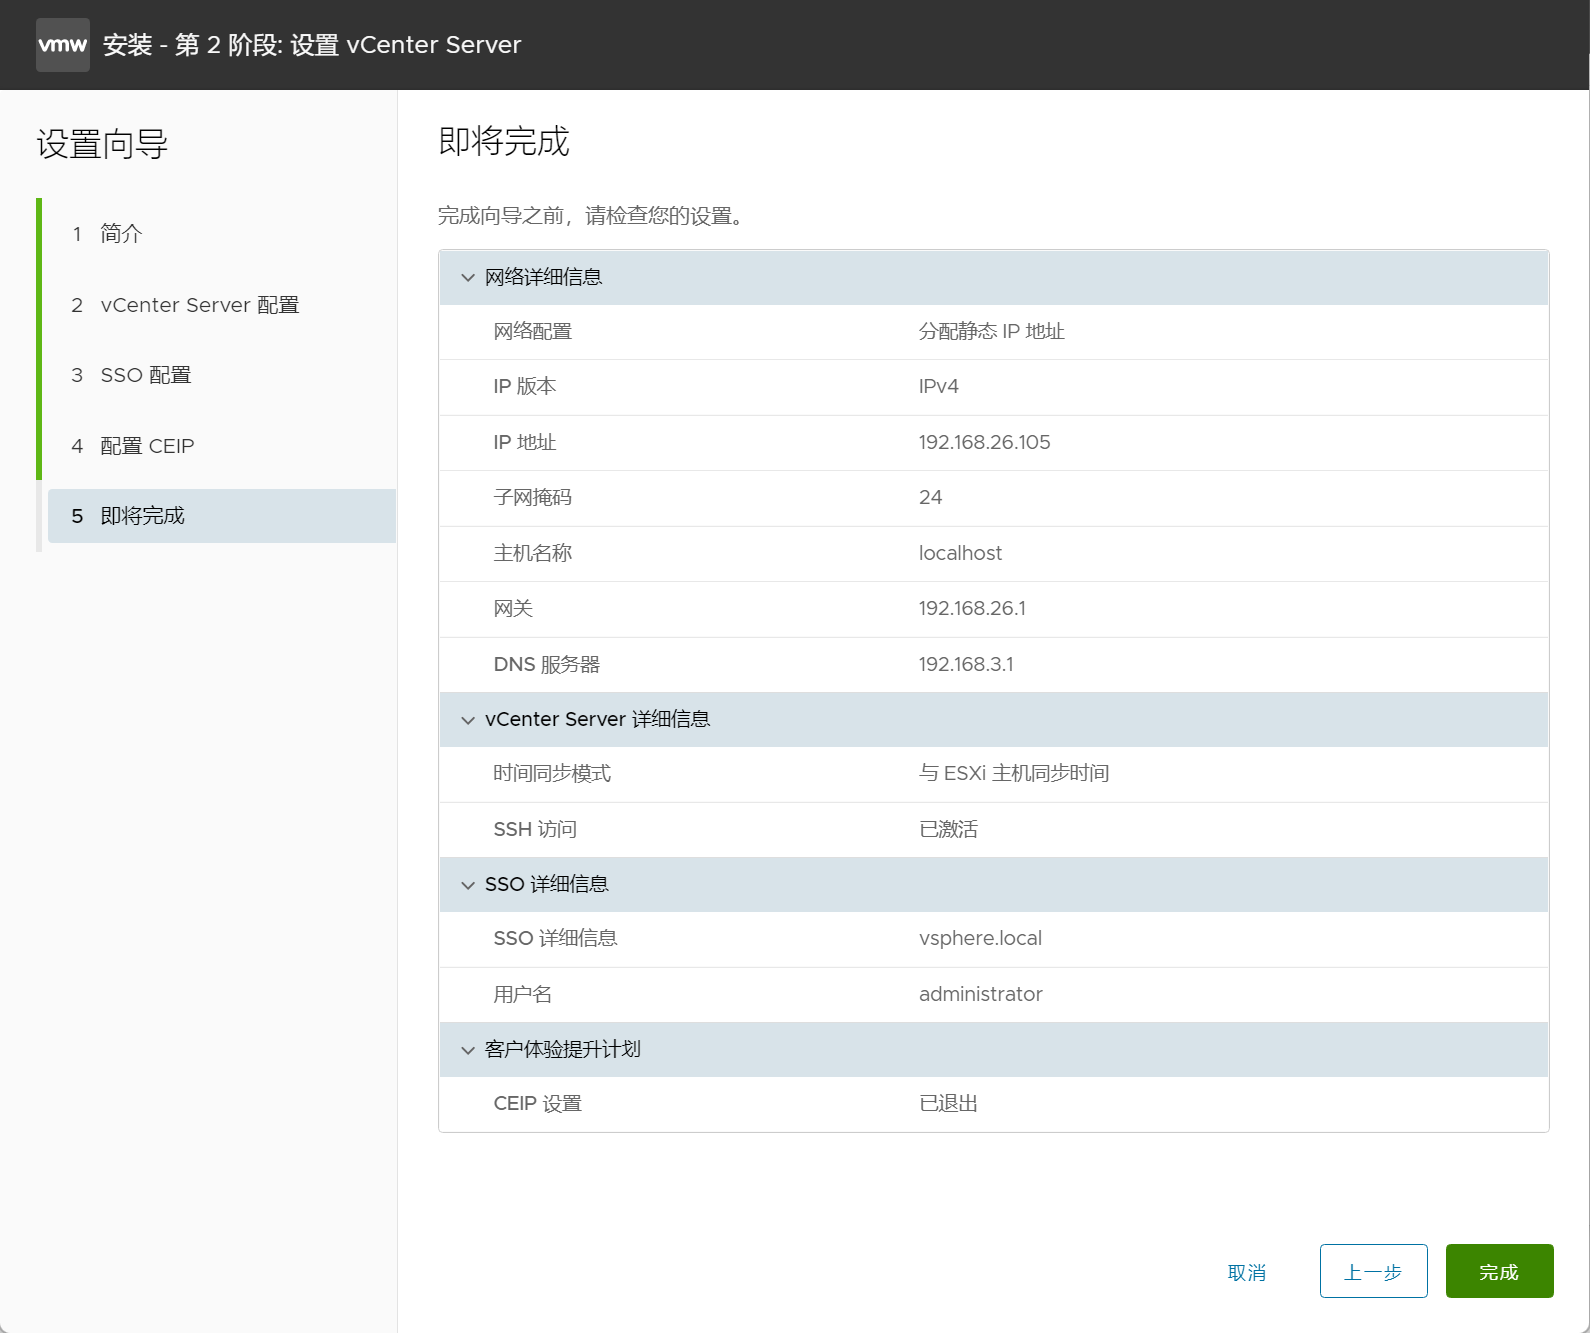 vmw 安装 - 第 2 阶段: 设置 vCenter Server
设置向导
1 简介
2 vCenter Server 配置
3 SSO 配置
4 配置 CEIP
5 即将完成
即将完成
完成向导之前，请检查您的设置。
网络详细信息
网络配置 分配静态 IP 地址
IP 版本 IPv4
IP 地址 192.168.26.105
子网掩码 24
主机名称 localhost
网关 192.168.26.1
DNS 服务器 192.168.3.1
vCenter Server 详细信息
时间同步模式 与 ESXi 主机同步时间
SSH 访问 已激活
SSO 详细信息
SSO 详细信息 vsphere.local
用户名 administrator
客户体验提升计划
CEIP 设置 已退出
取消 上一步 完成